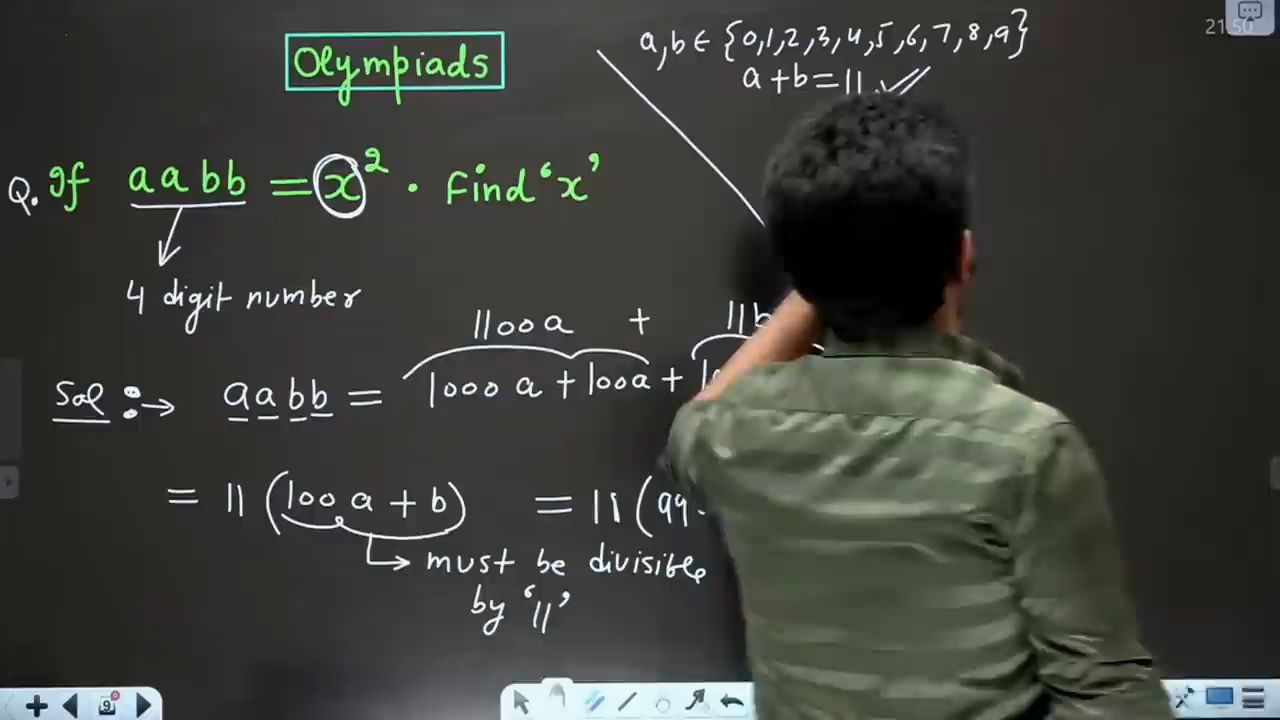 Olympiads
a,b ∈ {0,1,2,3,4,5,6,7,8,9}
a+b=11 ✓
Q. If aabb = x² . Find 'x'
4 digit number
1100a + 11b
Sol :→ aabb = 1000a + 100a +
= 11 (100a + b) = 11 (99
must be divisible
by '11'
9